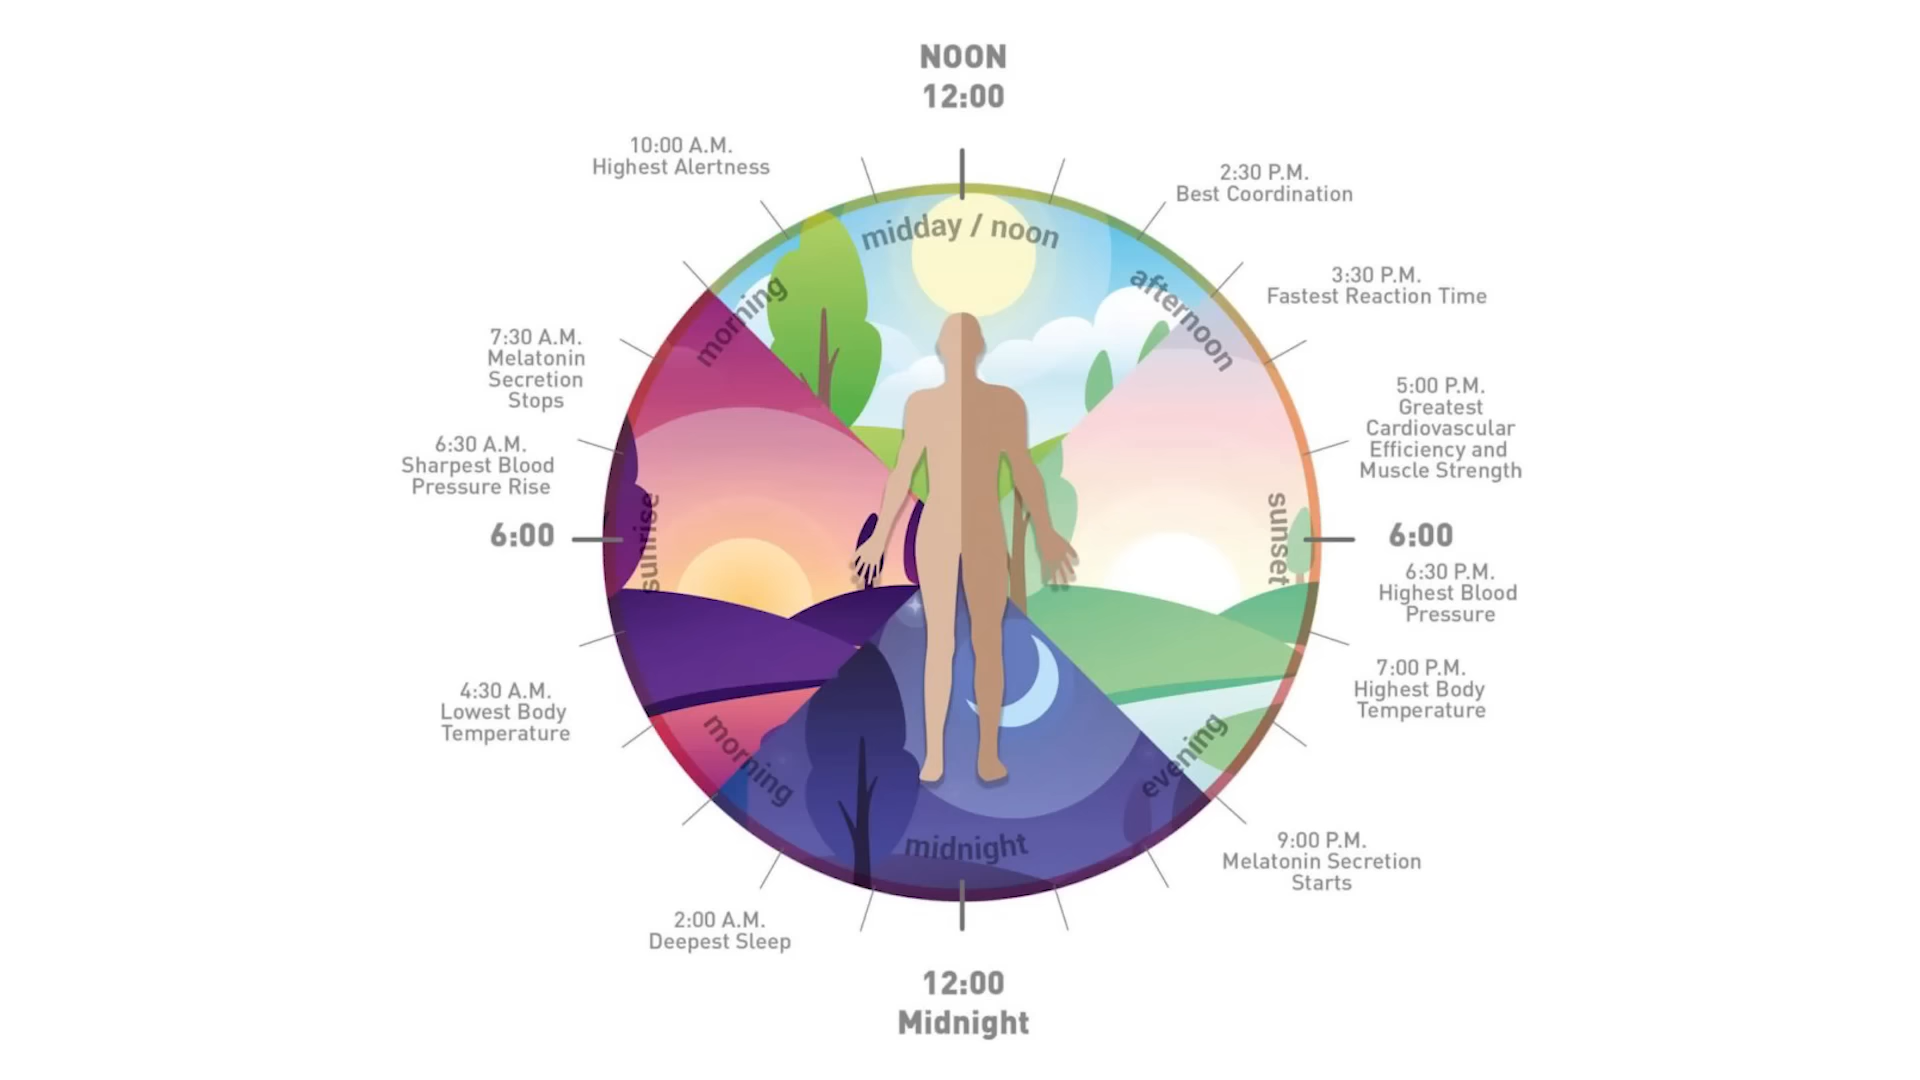 NOON
12:00
10:00 A.M.
Highest Alertness
2:30 P.M.
Best Coordination
midday / noon
morning
afternoon
3:30 P.M.
Fastest Reaction Time
7:30 A.M.
Melatonin
Secretion
Stops
5:00 P.M.
Greatest
Cardiovascular
Efficiency and
Muscle Strength
6:30 A.M.
Sharpest Blood
Pressure Rise
6:00
sunrise
sunset
6:00
6:30 P.M.
Highest Blood
Pressure
7:00 P.M.
Highest Body
Temperature
4:30 A.M.
Lowest Body
Temperature
morning
evening
midnight
9:00 P.M.
Melatonin Secretion
Starts
2:00 A.M.
Deepest Sleep
12:00
Midnight